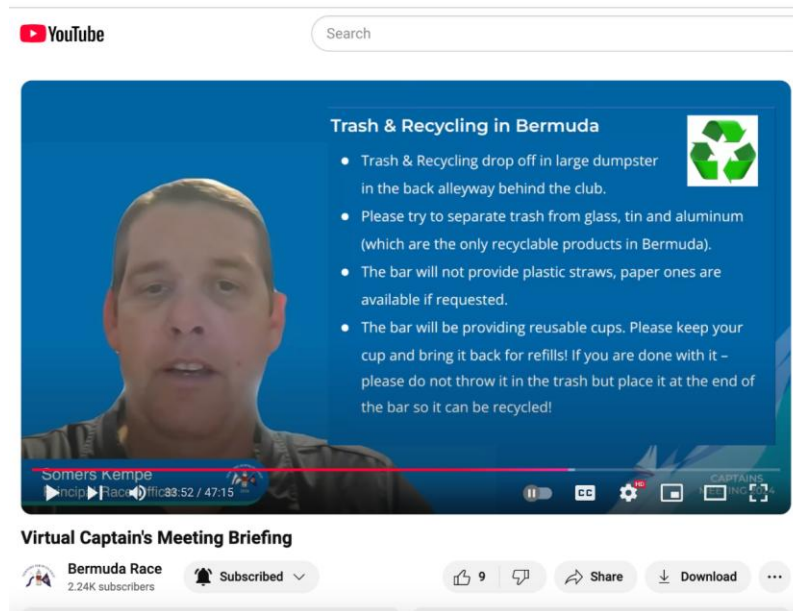 YouTube
Search
Trash & Recycling in Bermuda
● Trash & Recycling drop off in large dumpster
in the back alleyway behind the club.
● Please try to separate trash from glass, tin and aluminum
(which are the only recyclable products in Bermuda).
● The bar will not provide plastic straws, paper ones are
available if requested.
● The bar will be providing reusable cups. Please keep your
cup and bring it back for refills! If you are done with it –
please do not throw it in the trash but place it at the end of
the bar so it can be recycled!
Somers Kempe
33:52 / 47:15
CC
HD
CAPTAINS
Virtual Captain's Meeting Briefing
Bermuda Race
2.24K subscribers
Subscribed
9
Share
Download